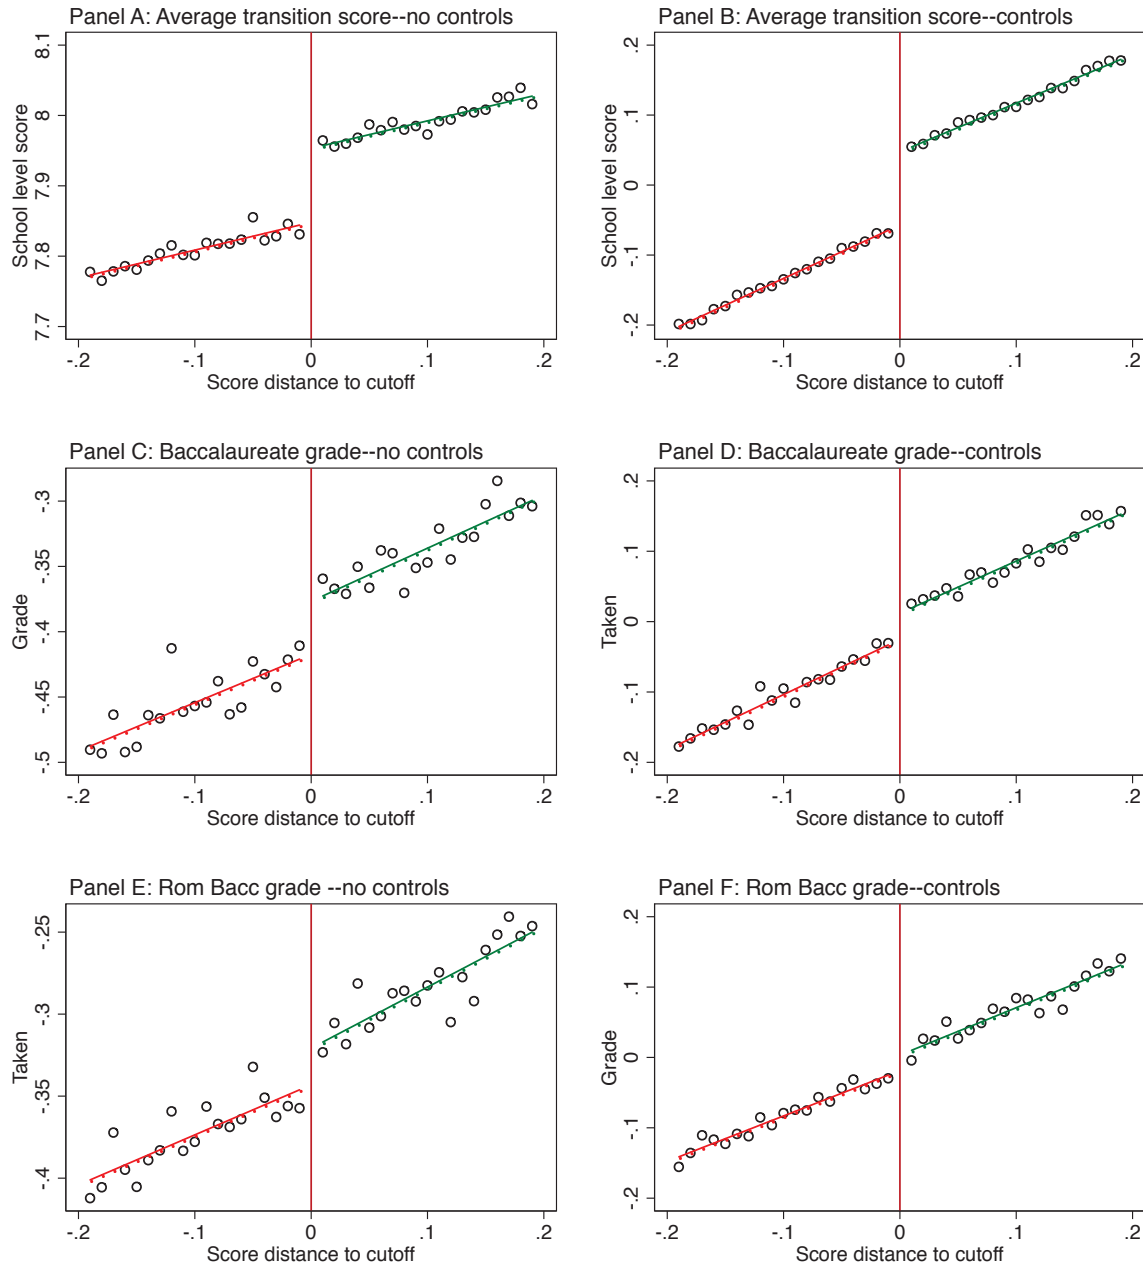 Panel A: Average transition score--no controls
School level score
8.1
8
7.9
7.8
7.7
-.2 -.1 0 .1 .2
Score distance to cutoff
Panel B: Average transition score--controls
School level score
.2
.1
0
-.1
-.2
-.2 -.1 0 .1 .2
Score distance to cutoff
Panel C: Baccalaureate grade--no controls
Grade
-.3
-.35
-.4
-.45
-.5
-.2 -.1 0 .1 .2
Score distance to cutoff
Panel D: Baccalaureate grade--controls
Taken
.2
.1
0
-.1
-.2
-.2 -.1 0 .1 .2
Score distance to cutoff
Panel E: Rom Bacc grade --no controls
Taken
-.25
-.3
-.35
-.4
-.2 -.1 0 .1 .2
Score distance to cutoff
Panel F: Rom Bacc grade--controls
Grade
.2
.1
0
-.1
-.2
-.2 -.1 0 .1 .2
Score distance to cutoff